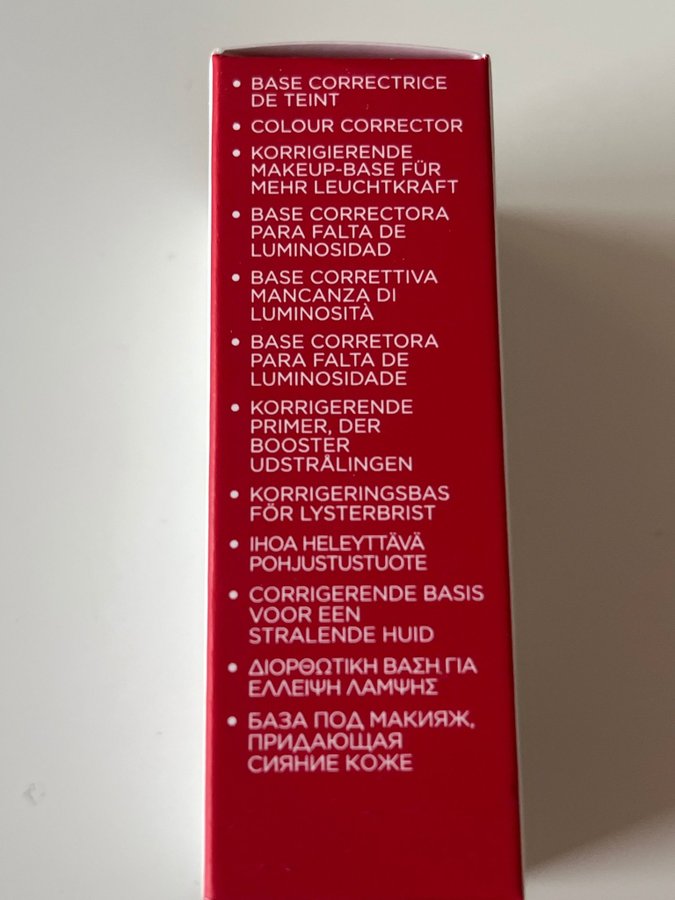 • BASE CORRECTRICE
DE TEINT
• COLOUR CORRECTOR
• KORRIGIERENDE
MAKEUP-BASE FÜR
MEHR LEUCHTKRAFT
• BASE CORRECTORA
PARA FALTA DE
LUMINOSIDAD
• BASE CORRETTIVA
MANCANZA DI
LUMINOSITÀ
• BASE CORRETORA
PARA FALTA DE
LUMINOSIDADE
• KORRIGERENDE
PRIMER, DER
BOOSTER
UDSTRÅLINGEN
• KORRIGERINGSBAS
FÖR LYSTERBRIST
• IHOA HELEYTTÄVÄ
POHJUSTUSTUOTE
• CORRIGERENDE BASIS
VOOR EEN
STRALENDE HUID
• ΔΙΟΡΘΩΤΙΚΗ ΒΑΣΗ ΓΙΑ
ΕΛΛΕΙΨΗ ΛΑΜΨΗΣ
• БАЗА ПОД МАКИЯЖ,
ПРИДАЮЩАЯ
СИЯНИЕ КОЖЕ